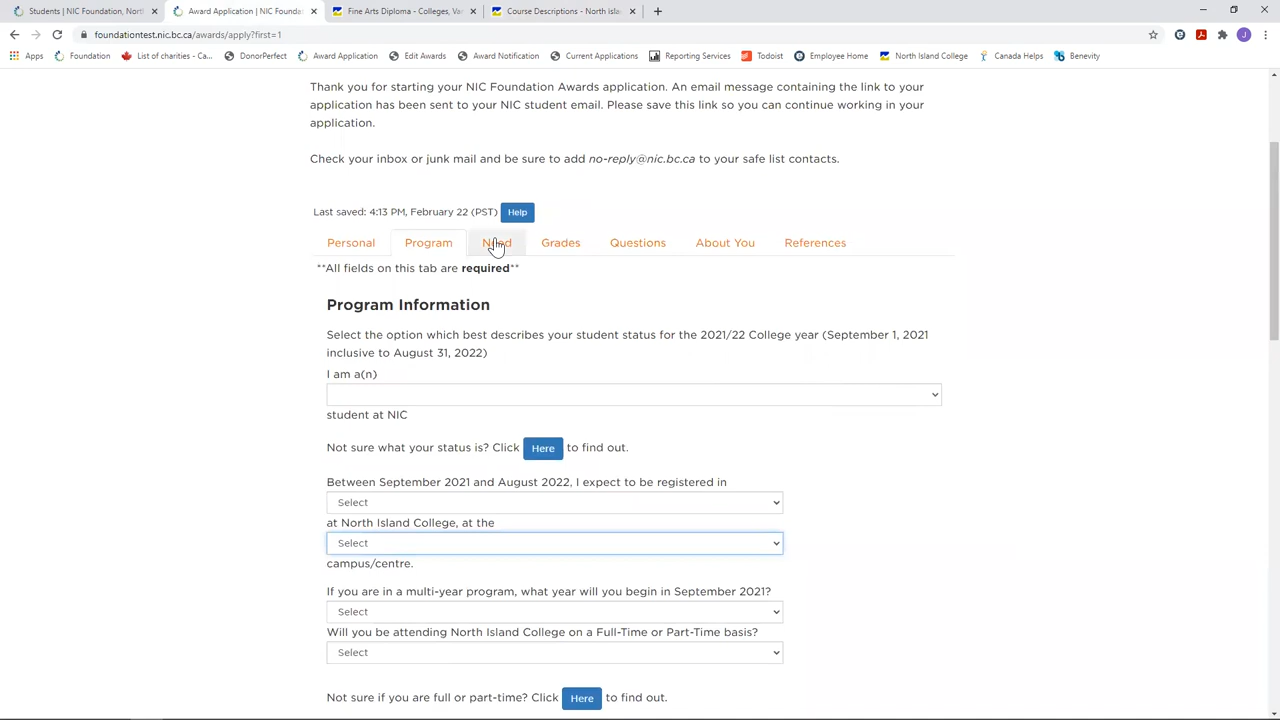 Students | NIC Foundation, North
Award Application | NIC Founda
Fine Arts Diploma - Colleges, Va
Course Descriptions - North Isla
foundationtest.nic.bc.ca/awards/apply?first=1
J
Apps
Foundation
List of charities - Ca...
DonorPerfect
Award Application
Edit Awards
Award Notification
Current Applications
Reporting Services
Todoist
Employee Home
North Island College
Canada Helps
Benevity
Thank you for starting your NIC Foundation Awards application. An email message containing the link to your
application has been sent to your NIC student email. Please save this link so you can continue working in your
application.
Check your inbox or junk mail and be sure to add no-reply@nic.bc.ca to your safe list contacts.
Last saved: 4:13 PM, February 22 (PST) Help
Personal Program Need Grades Questions About You References
**All fields on this tab are required**
Program Information
Select the option which best describes your student status for the 2021/22 College year (September 1, 2021
inclusive to August 31, 2022)
I am a(n)
student at NIC
Not sure what your status is? Click Here to find out.
Between September 2021 and August 2022, I expect to be registered in
Select
at North Island College, at the
Select
campus/centre.
If you are in a multi-year program, what year will you begin in September 2021?
Select
Will you be attending North Island College on a Full-Time or Part-Time basis?
Select
Not sure if you are full or part-time? Click Here to find out.